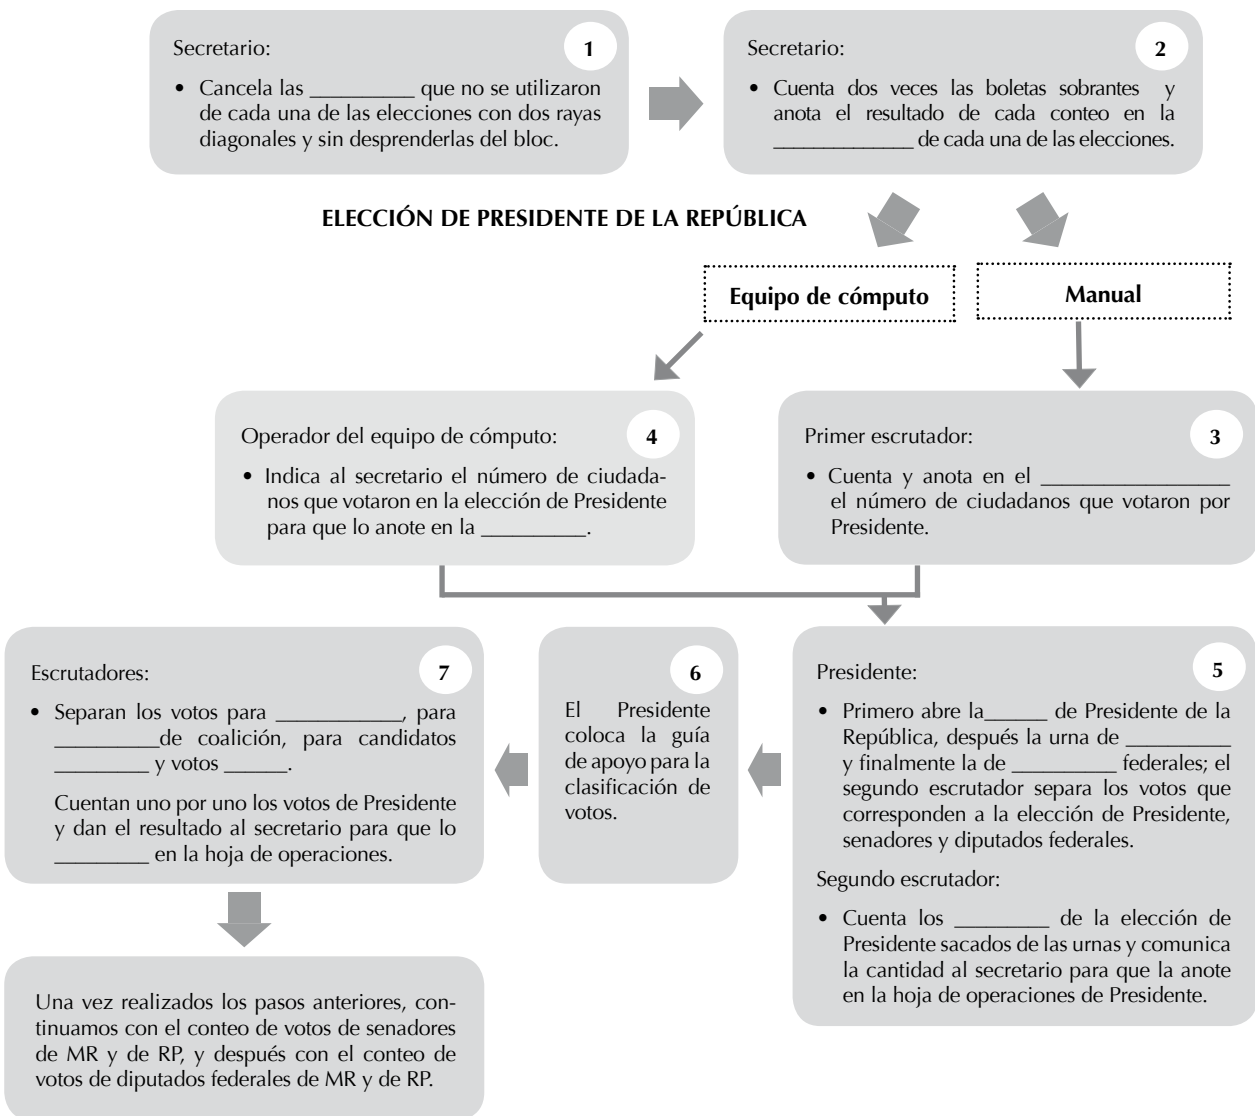 Secretario:
1
• Cancela las __________ que no se utilizaron
de cada una de las elecciones con dos rayas
diagonales y sin desprenderlas del bloc.
Secretario:
2
• Cuenta dos veces las boletas sobrantes y
anota el resultado de cada conteo en la
______________ de cada una de las elecciones.
ELECCIÓN DE PRESIDENTE DE LA REPÚBLICA
Equipo de cómputo
Manual
Operador del equipo de cómputo:
4
• Indica al secretario el número de ciudada-
nos que votaron en la elección de Presidente
para que lo anote en la __________.
Primer escrutador:
3
• Cuenta y anota en el __________________
el número de ciudadanos que votaron por
Presidente.
Presidente:
5
• Primero abre la______ de Presidente de la
República, después la urna de __________
y finalmente la de __________ federales; el
segundo escrutador separa los votos que
corresponden a la elección de Presidente,
senadores y diputados federales.
Segundo escrutador:
• Cuenta los _________ de la elección de
Presidente sacados de las urnas y comunica
la cantidad al secretario para que la anote
en la hoja de operaciones de Presidente.
6
El Presidente
coloca la guía
de apoyo para la
clasificación de
votos.
Escrutadores:
7
• Separan los votos para ____________, para
__________de coalición, para candidatos
_________ y votos ______.
Cuentan uno por uno los votos de Presidente
y dan el resultado al secretario para que lo
_________ en la hoja de operaciones.
Una vez realizados los pasos anteriores, con-
tinuamos con el conteo de votos de senadores
de MR y de RP, y después con el conteo de
votos de diputados federales de MR y de RP.